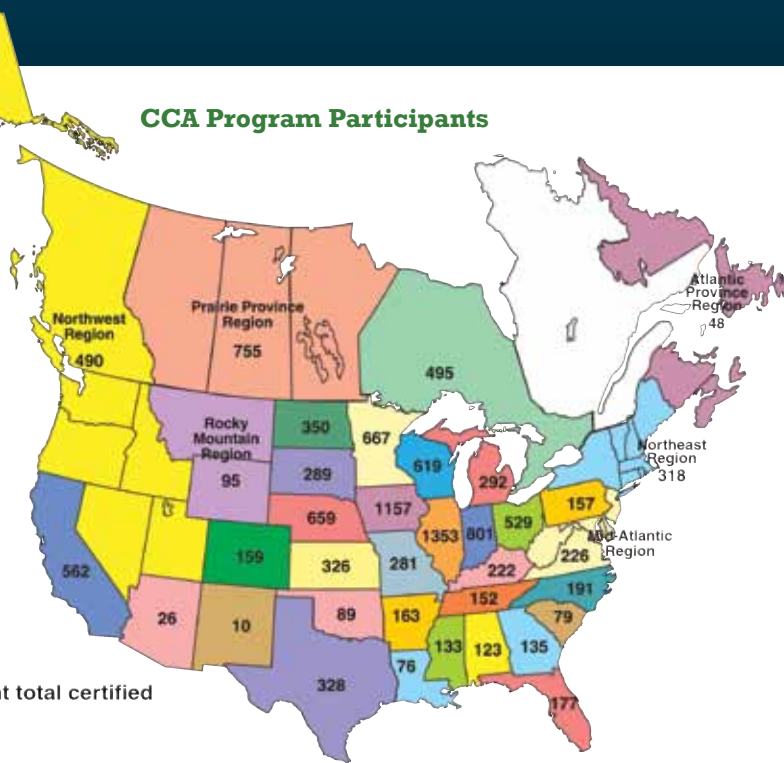 CCA Program Participants
Atlantic
Province
Region
48
Northwest
Region
490
Prairie Province
Region
755
495
Rocky
Mountain
Region
95
350
667
619
292
Northeast
Region
318
289
659
1157
1353
801
529
157
Mid-Atlantic
Region
226
562
159
326
281
222
191
152
79
26
10
89
163
133
123
135
76
328
177
t total certified